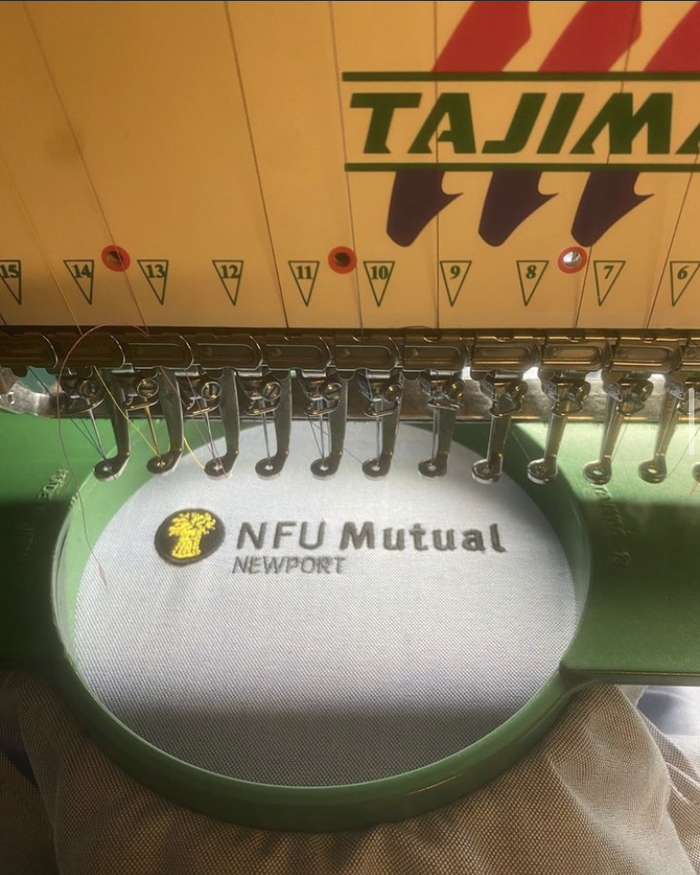 TAJIMA
15 14 13 12 11 10 9 8 7 6
NFU Mutual
NEWPORT